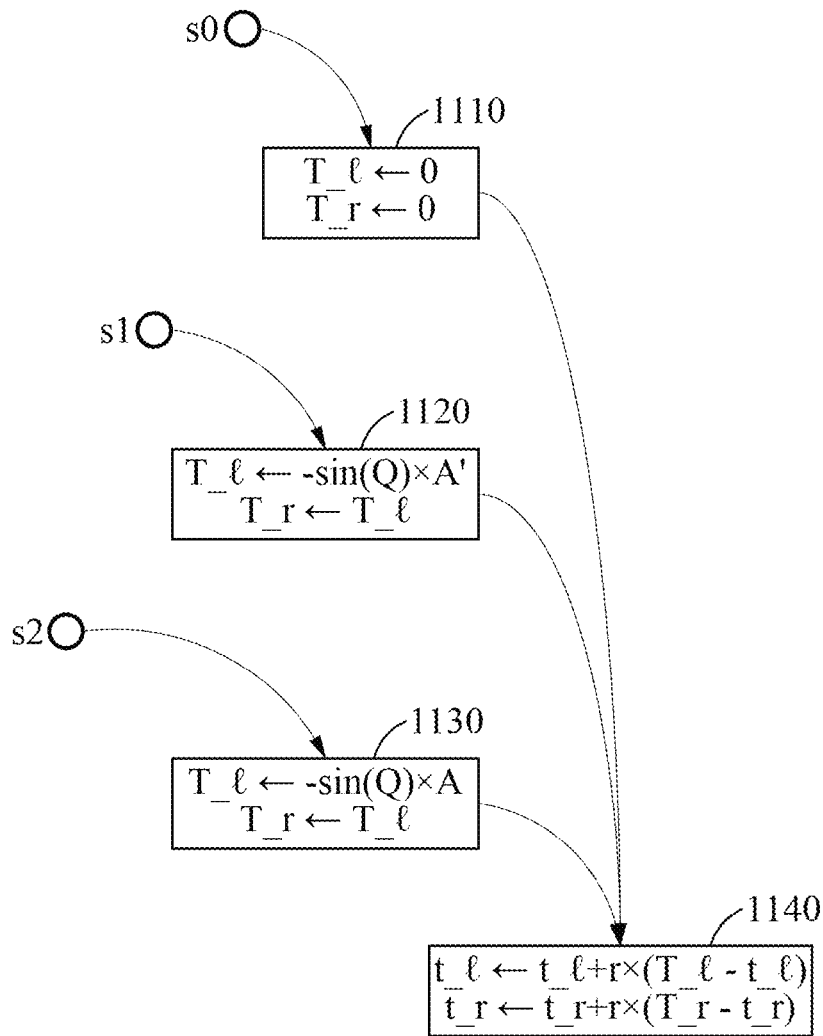 s0
1110
T_ℓ ← 0
T_r ← 0
s1
1120
T_ℓ ← -sin(Q)×A'
T_r ← T_ℓ
s2
1130
T_ℓ ← -sin(Q)×A
T_r ← T_ℓ
1140
t_ℓ ← t_ℓ+r×(T_ℓ - t_ℓ)
t_r ← t_r+r×(T_r - t_r)